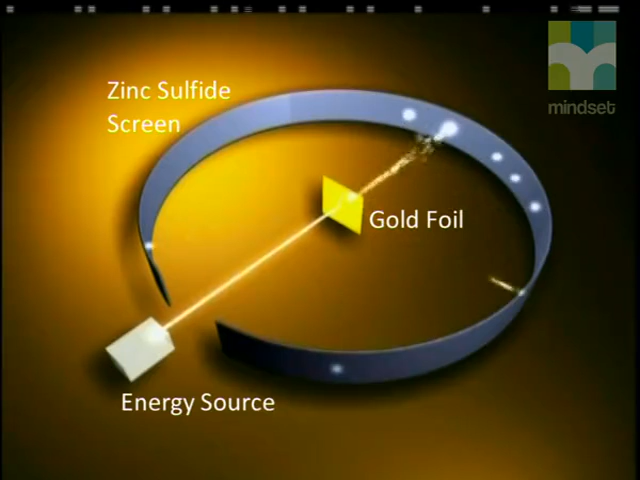 mindset
Zinc Sulfide
Screen
Gold Foil
Energy Source